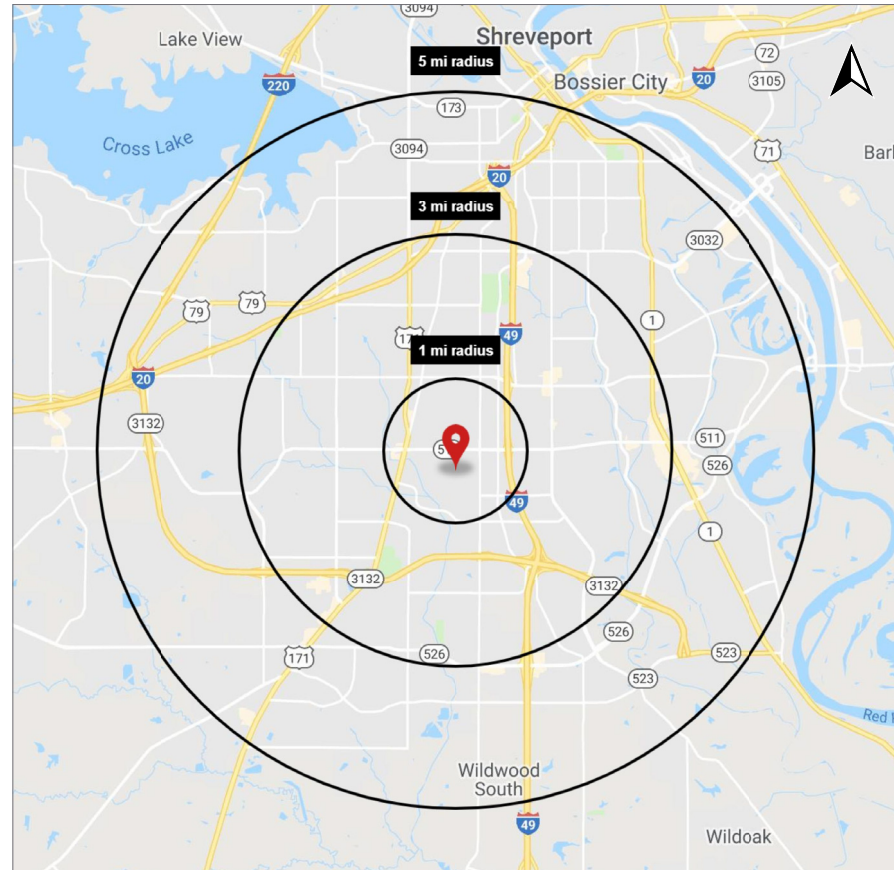 3094
Lake View
Shreveport
5 mi radius
72
220
Bossier City
20
3105
173
Cross Lake
3094
71
Barl
20
3 mi radius
3032
79
79
1
49
1 mi radius
20
3132
511
526
49
1
3132
3132
526
526
171
523
523
Wildwood
South
49
Wildoak